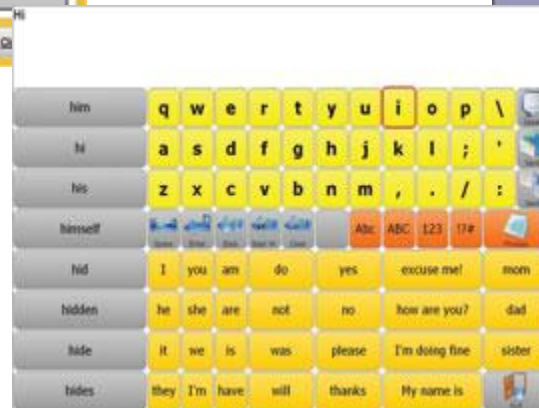 Hi
him q w e r t y u i o p \
hi a s d f g h j k l ; '
his z x c v b n m , . / :
himself Abc ABC 123 !?#
hid I you am do yes excuse me! mom
hidden he she are not no how are you? dad
hide it we is was please I'm doing fine sister
hides they I'm have will thanks My name is